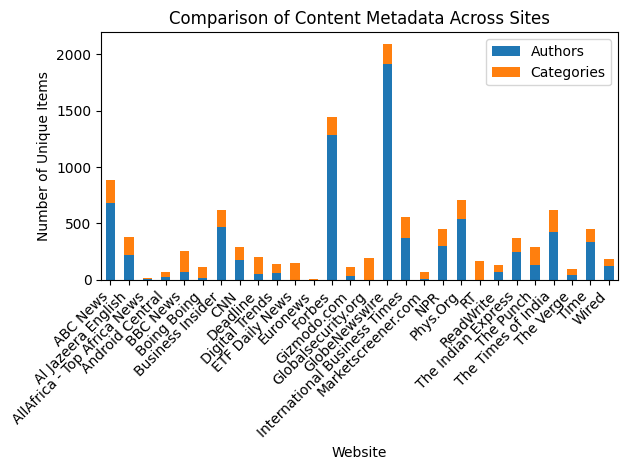 Comparison of Content Metadata Across Sites
Authors
Categories
Number of Unique Items
2000
1500
1000
500
0
ABC News
Al Jazeera English
AllAfrica - Top Africa News
Android Central
BBC News
Boing Boing
Business Insider
CNN
Deadline
Digital Trends
ETF Daily News
Euronews
Forbes
Gizmodo.com
Globalsecurity.org
GlobeNewswire
International Business Times
Marketscreener.com
NPR
Phys.Org
RT
ReadWrite
The Indian Express
The Punch
The Times of India
The Verge
Time
Wired
Website